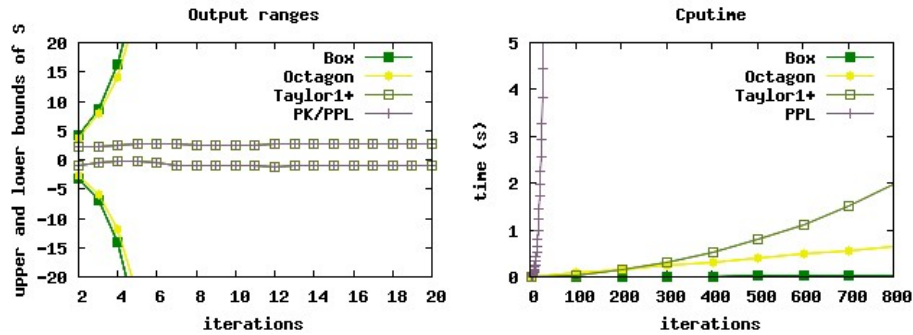 Output ranges
upper and lower bounds of S
20
15
10
5
0
-5
-10
-15
-20
Box
Octagon
Taylor1+
PK/PPL
2 4 6 8 10 12 14 16 18 20
iterations
Cputime
time (s)
5
4
3
2
1
0
Box
Octagon
Taylor1+
PPL
0 100 200 300 400 500 600 700 800
iterations